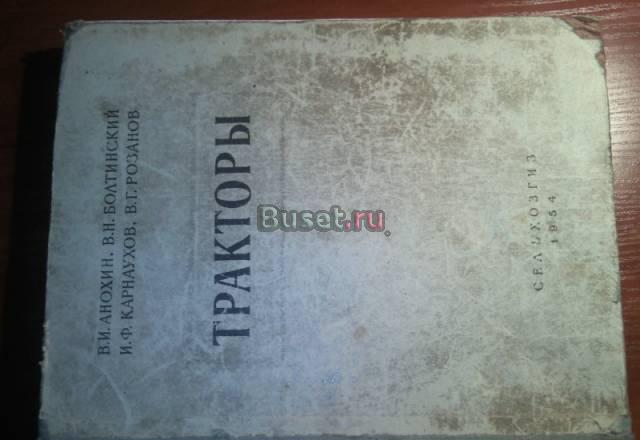 В.И. АНОХИН, В.Н. БОЛТИНСКИЙ
И.Ф. КАРНАУХОВ, В.Г. РОЗАНОВ
ТРАКТОРЫ
СЕЛЬХОЗГИЗ
1954
Buset.ru